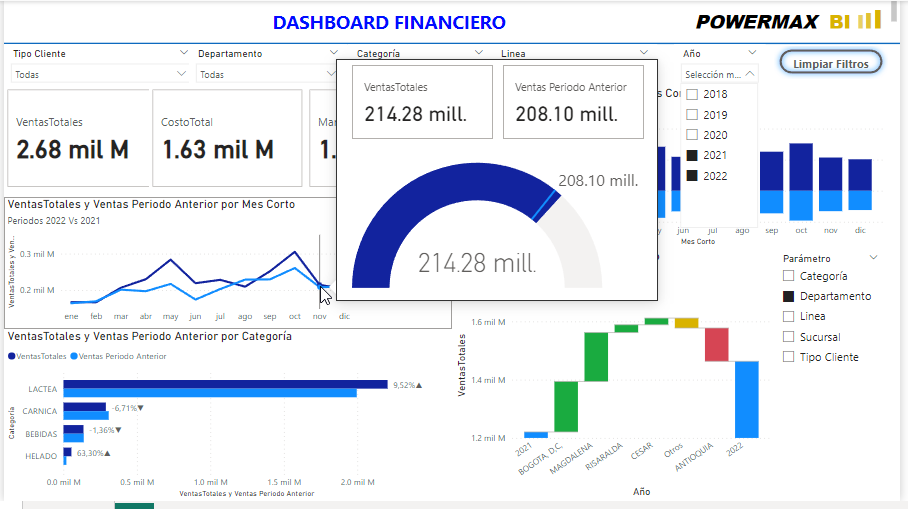 DASHBOARD FINANCIERO
POWERMAX BI
Tipo Cliente
Todas
Departamento
Todas
Categoría
Linea
Año
Selección m...
2018
2019
2020
2021
2022
Limpiar Filtros
VentasTotales
2.68 mil M
CostoTotal
1.63 mil M
Mar
1.
VentasTotales
214.28 mill.
Ventas Periodo Anterior
208.10 mill.
208.10 mill.
214.28 mill.
s Co
jun jul ago sep oct nov dic
Mes Corto
VentasTotales y Ventas Periodo Anterior por Mes Corto
Periodos 2022 Vs 2021
VentasTotales y Ven...
0.3 mil M
0.2 mil M
ene feb mar abr may jun jul ago sep oct nov dic
VentasTotales y Ventas Periodo Anterior por Categoría
VentasTotales Ventas Periodo Anterior
Categoría
LACTEA 9,52%▲
CARNICA -6,71%▼
BEBIDAS -1,36%▼
HELADO 63,30%▲
0.0 mil M 0.5 mil M 1.0 mil M 1.5 mil M 2.0 mil M
VentasTotales y Ventas Periodo Anterior
VentasTotales
1.6 mil M
1.4 mil M
1.2 mil M
2021 BOGOTA, D.C. MAGDALENA RISARALDA CESAR Otros ANTIOQUIA 2022
Año
Parámetro
Categoría
Departamento
Linea
Sucursal
Tipo Cliente